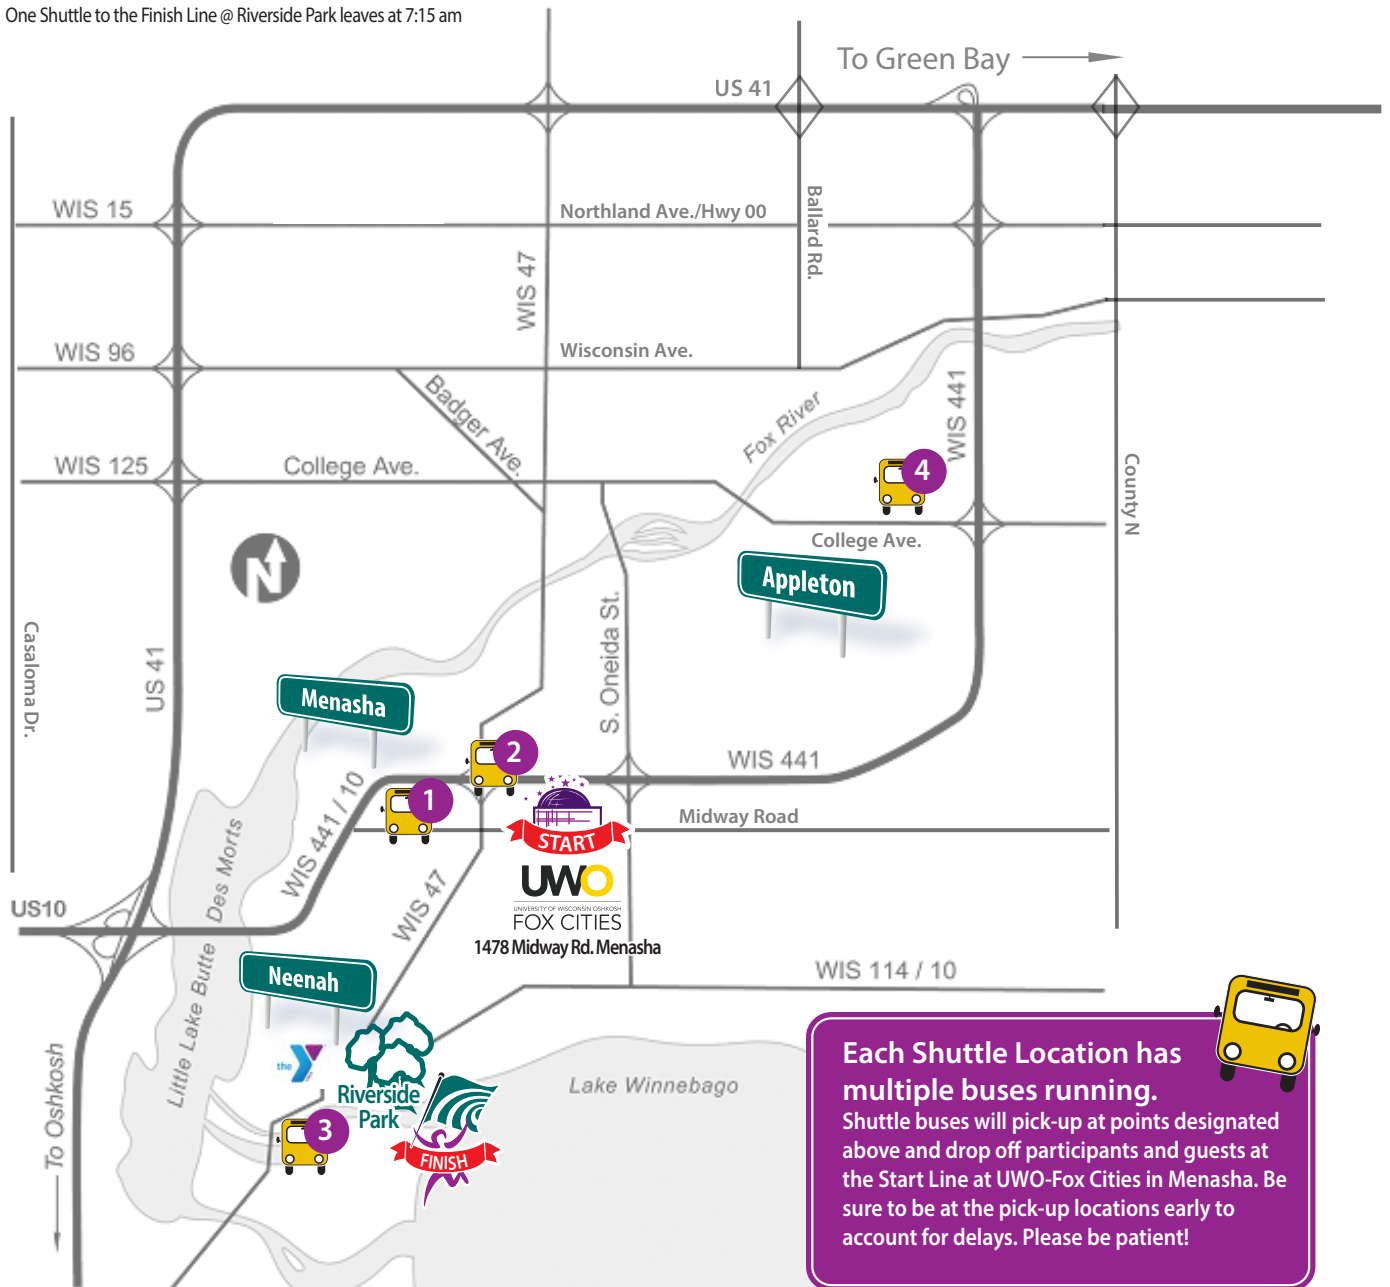 One Shuttle to the Finish Line @ Riverside Park leaves at 7:15 am
To Green Bay
US 41
WIS 15
Northland Ave./Hwy 00
Ballard Rd.
WIS 47
WIS 96
Wisconsin Ave.
Badger Ave.
Fox River
WIS 441
WIS 125
College Ave.
4
County N
College Ave.
N
Appleton
Casaloma Dr.
US 41
S. Oneida St.
Menasha
2
WIS 441
1
WIS 441 / 10
Midway Road
START
UWO
UNIVERSITY OF WISCONSIN OSHKOSH
FOX CITIES
1478 Midway Rd. Menasha
WIS 47
US10
Little Lake Butte Des Morts
Neenah
WIS 114 / 10
the Y
Riverside
Park
Lake Winnebago
To Oshkosh
3
FINISH
Each Shuttle Location has
multiple buses running.
Shuttle buses will pick-up at points designated
above and drop off participants and guests at
the Start Line at UWO-Fox Cities in Menasha. Be
sure to be at the pick-up locations early to
account for delays. Please be patient!